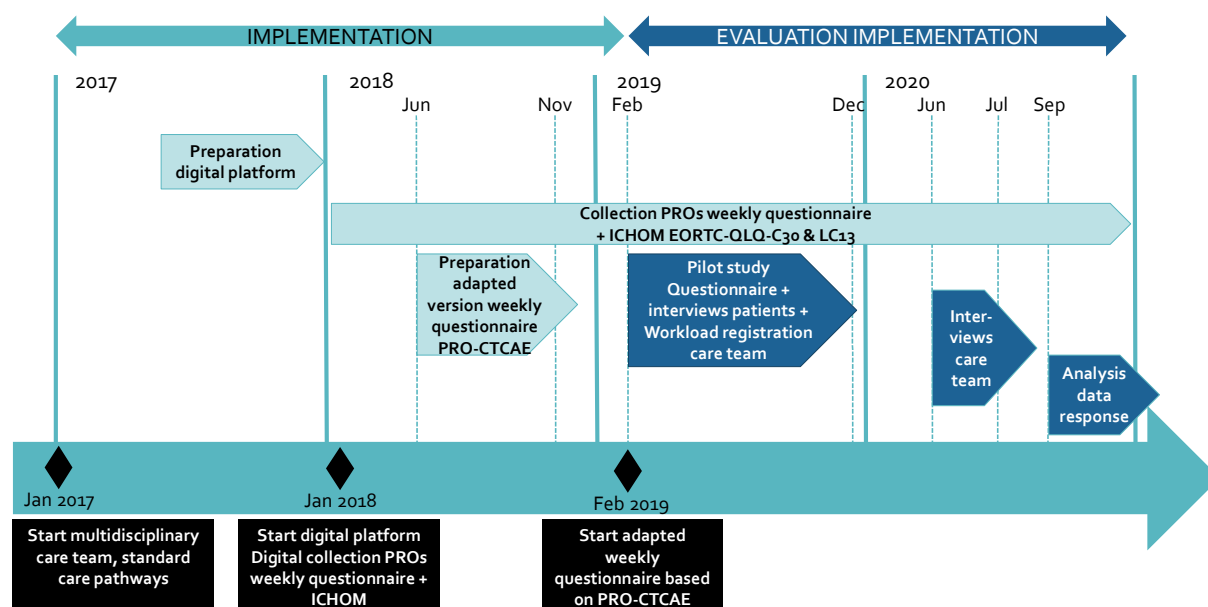 IMPLEMENTATION
EVALUATION IMPLEMENTATION
2017
2018
2019
2020
Jun
Nov
Feb
Dec
Jun
Jul
Sep
Preparation
digital platform
Collection PROs weekly questionnaire
+ ICHOM EORTC-QLQ-C30 & LC13
Preparation
adapted
version weekly
questionnaire
PRO-CTCAE
Pilot study
Questionnaire +
interviews patients +
Workload registration
care team
Inter-
views
care
team
Analysis
data
response
Jan 2017
Jan 2018
Feb 2019
Start multidisciplinary
care team, standard
care pathways
Start digital platform
Digital collection PROs
weekly questionnaire +
ICHOM
Start adapted
weekly
questionnaire based
on PRO-CTCAE